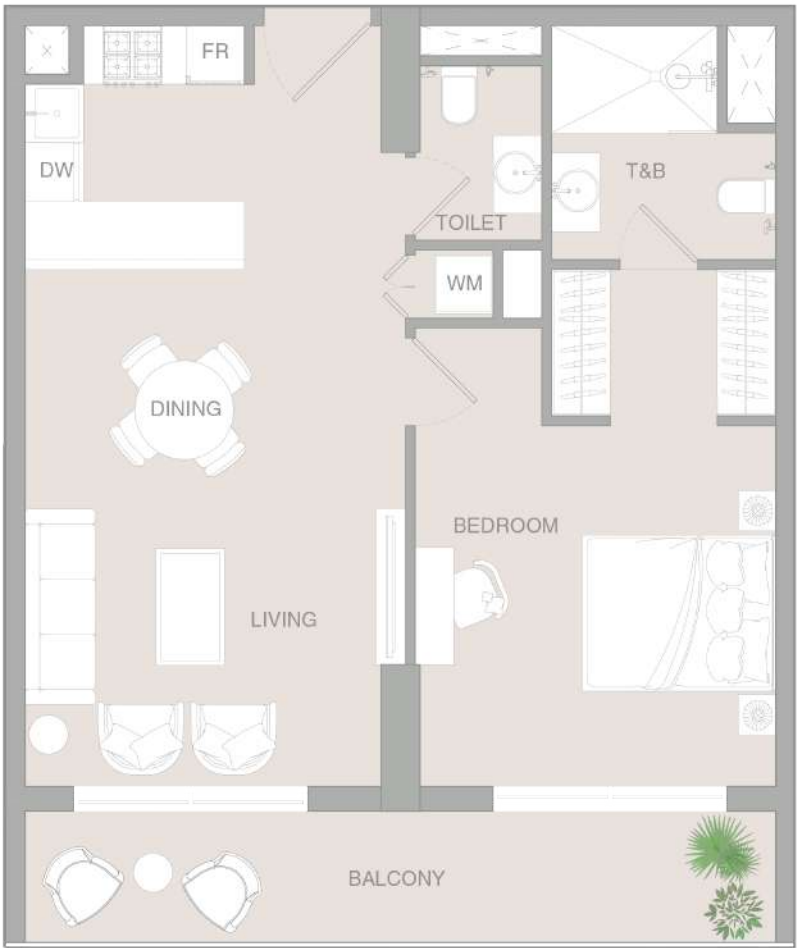 FR
DW
T&B
TOILET
WM
DINING
BEDROOM
LIVING
BALCONY